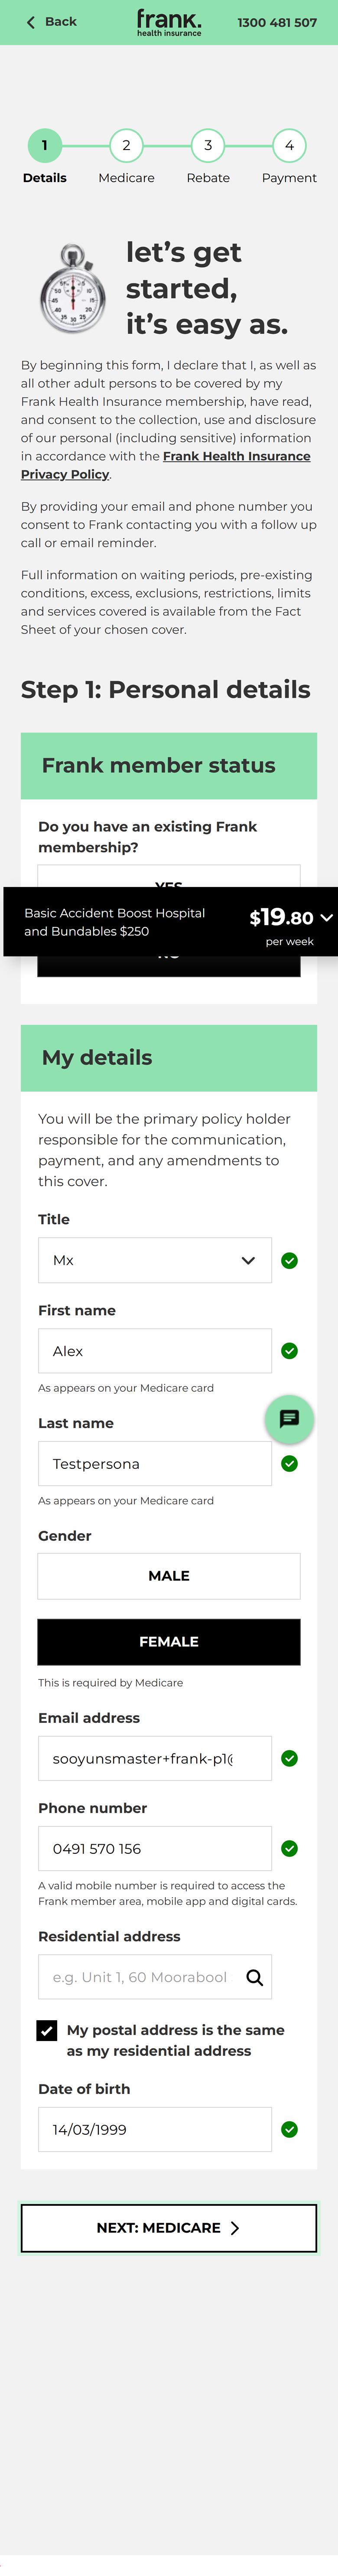 Back
frank.
health insurance
1300 481 507
1
2
3
4
Details
Medicare
Rebate
Payment
let's get
started,
it's easy as.
By beginning this form, I declare that I, as well as
all other adult persons to be covered by my
Frank Health Insurance membership, have read,
and consent to the collection, use and disclosure
of our personal (including sensitive) information
in accordance with the Frank Health Insurance
Privacy Policy.
By providing your email and phone number you
consent to Frank contacting you with a follow up
call or email reminder.
Full information on waiting periods, pre-existing
conditions, excess, exclusions, restrictions, limits
and services covered is available from the Fact
Sheet of your chosen cover.
Step 1: Personal details
Frank member status
Do you have an existing Frank
membership?
YES
Basic Accident Boost Hospital
and Bundables $250
$19.80
per week
NO
My details
You will be the primary policy holder
responsible for the communication,
payment, and any amendments to
this cover.
Title
Mx
First name
Alex
As appears on your Medicare card
Last name
Testpersona
As appears on your Medicare card
Gender
MALE
FEMALE
This is required by Medicare
Email address
sooyunsmaster+frank-p1@
Phone number
0491 570 156
A valid mobile number is required to access the
Frank member area, mobile app and digital cards.
Residential address
e.g. Unit 1, 60 Moorabool
My postal address is the same
as my residential address
Date of birth
14/03/1999
NEXT: MEDICARE